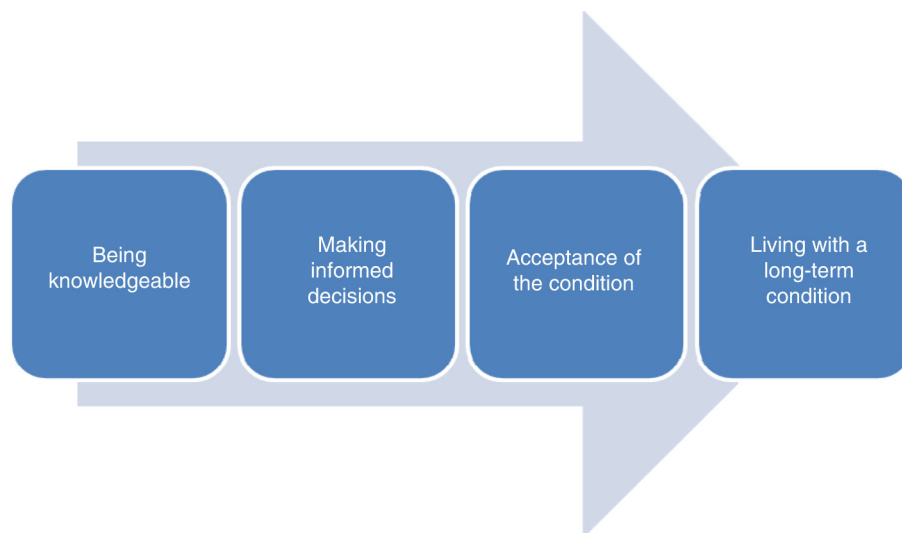 Being
knowledgeable
Making
informed
decisions
Acceptance of
the condition
Living with a
long-term
condition